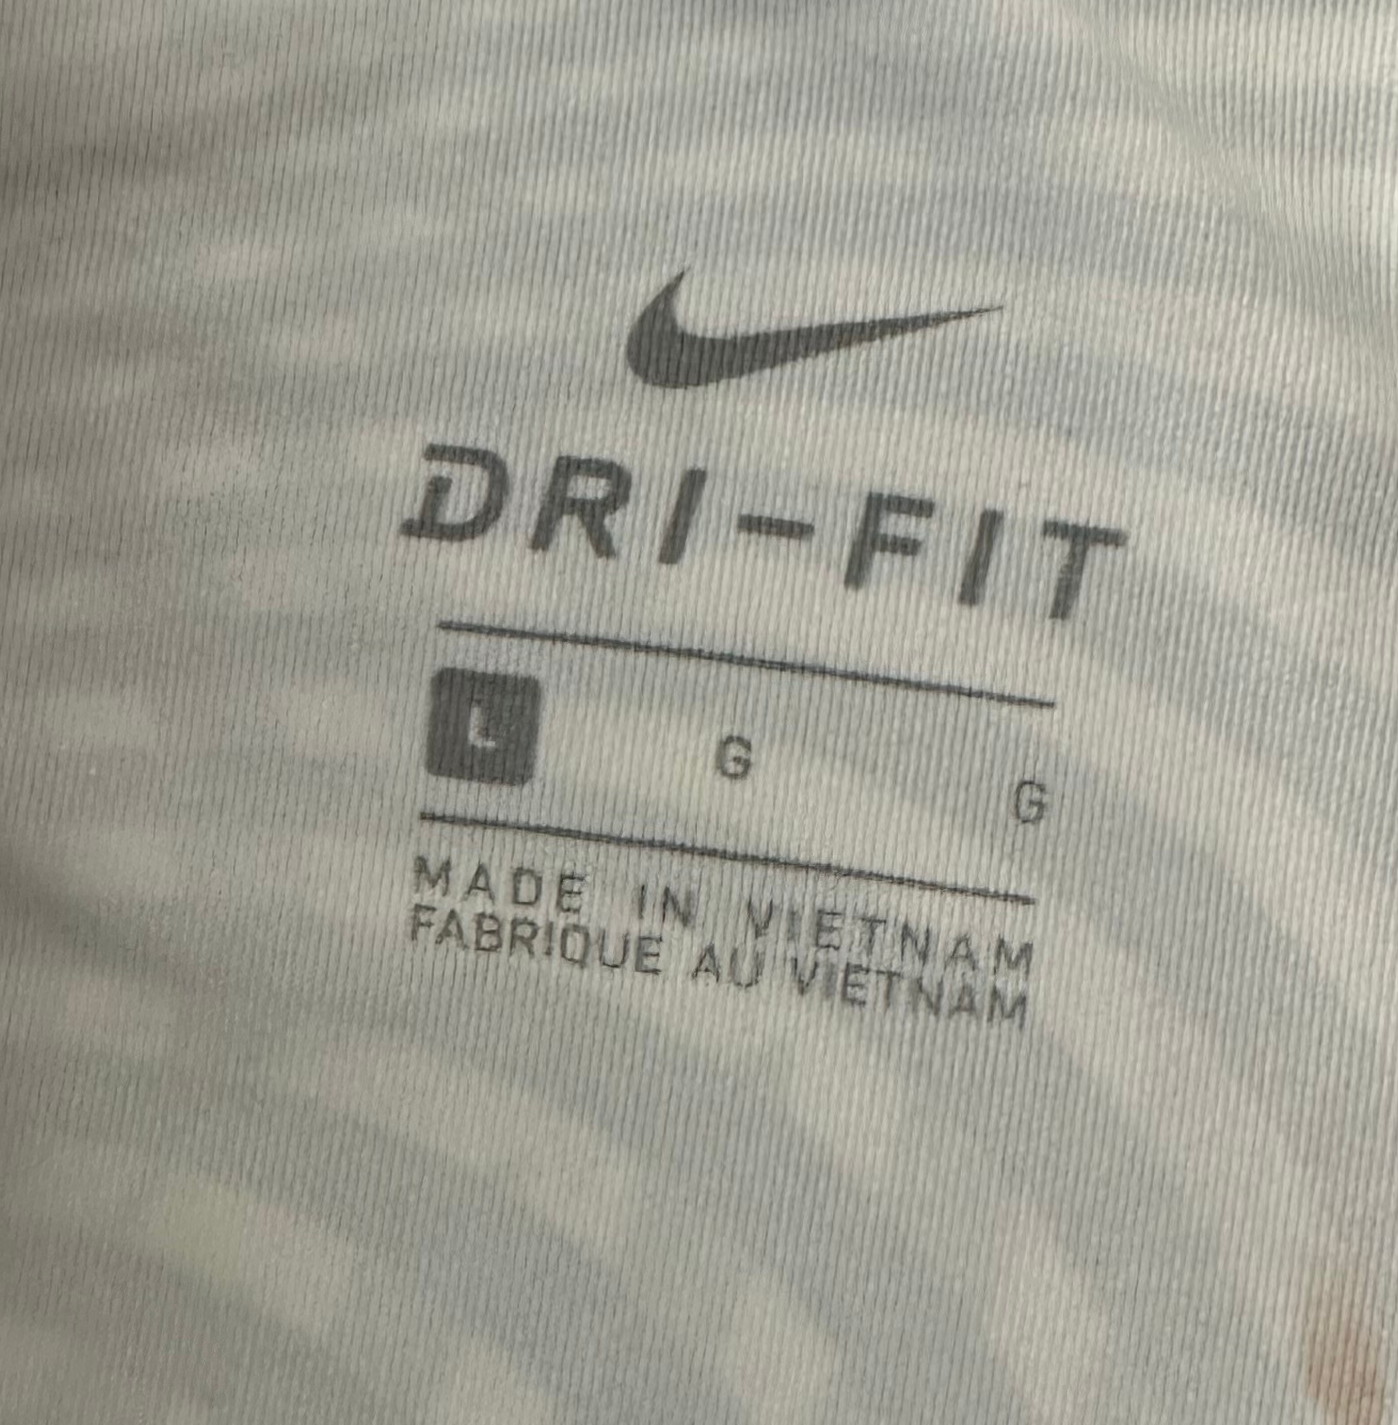 DRI-FIT
L G G
MADE IN VIETNAM
FABRIQUE AU VIETNAM